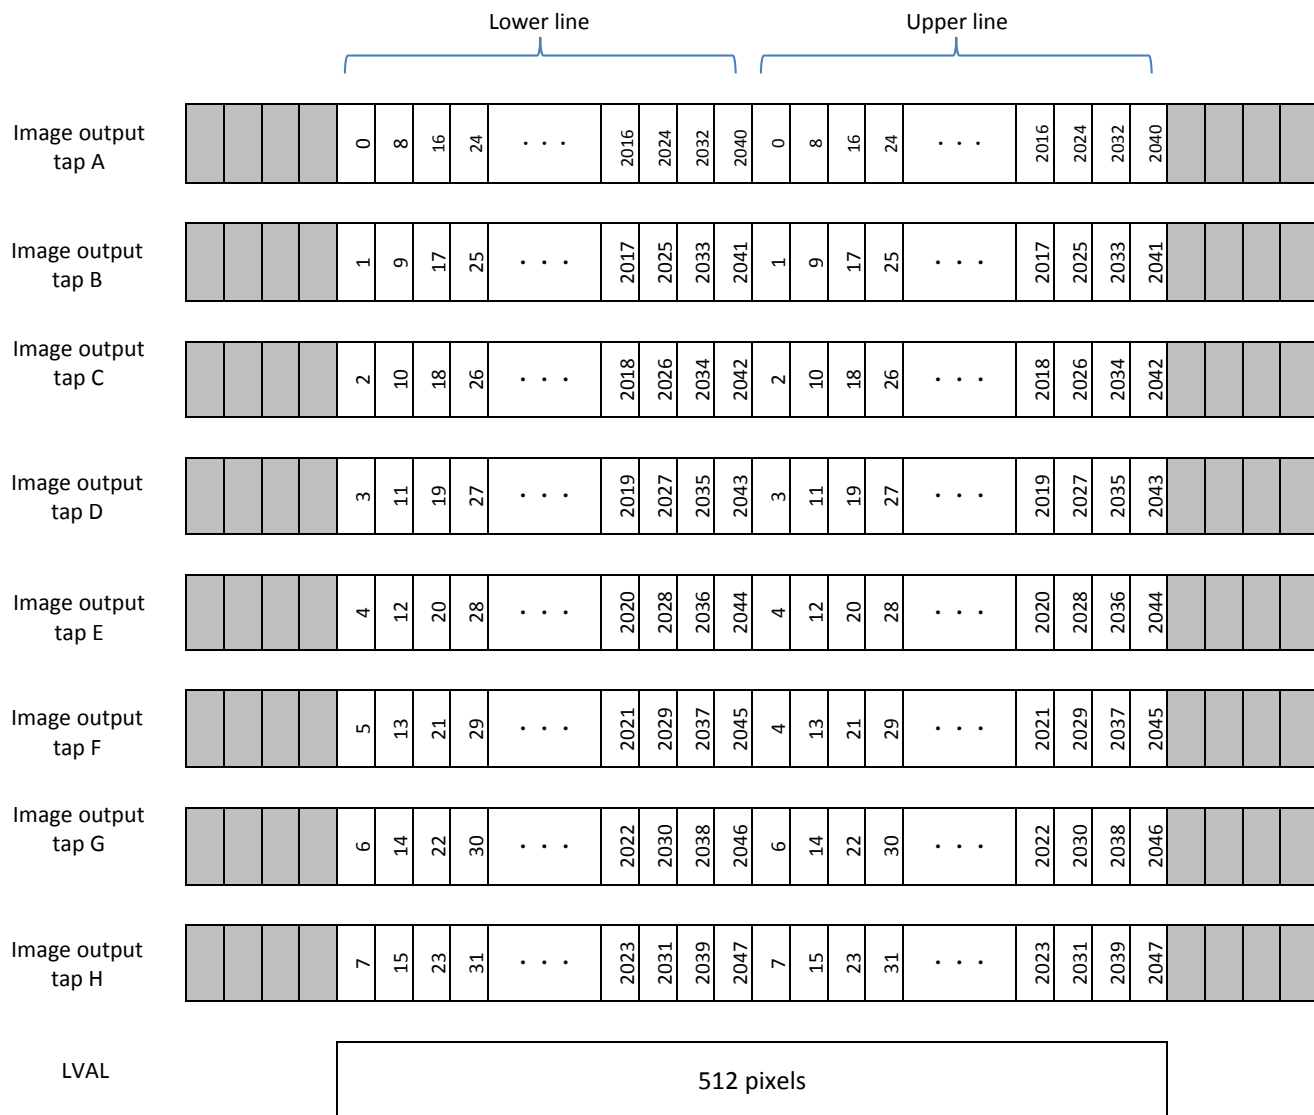 Lower line Upper line
Image output tap A 0 8 16 24 · · · 2016 2024 2032 2040 0 8 16 24 · · · 2016 2024 2032 2040
Image output tap B 1 9 17 25 · · · 2017 2025 2033 2041 1 9 17 25 · · · 2017 2025 2033 2041
Image output tap C 2 10 18 26 · · · 2018 2026 2034 2042 2 10 18 26 · · · 2018 2026 2034 2042
Image output tap D 3 11 19 27 · · · 2019 2027 2035 2043 3 11 19 27 · · · 2019 2027 2035 2043
Image output tap E 4 12 20 28 · · · 2020 2028 2036 2044 4 12 20 28 · · · 2020 2028 2036 2044
Image output tap F 5 13 21 29 · · · 2021 2029 2037 2045 4 13 21 29 · · · 2021 2029 2037 2045
Image output tap G 6 14 22 30 · · · 2022 2030 2038 2046 6 14 22 30 · · · 2022 2030 2038 2046
Image output tap H 7 15 23 31 · · · 2023 2031 2039 2047 7 15 23 31 · · · 2023 2031 2039 2047
LVAL 512 pixels